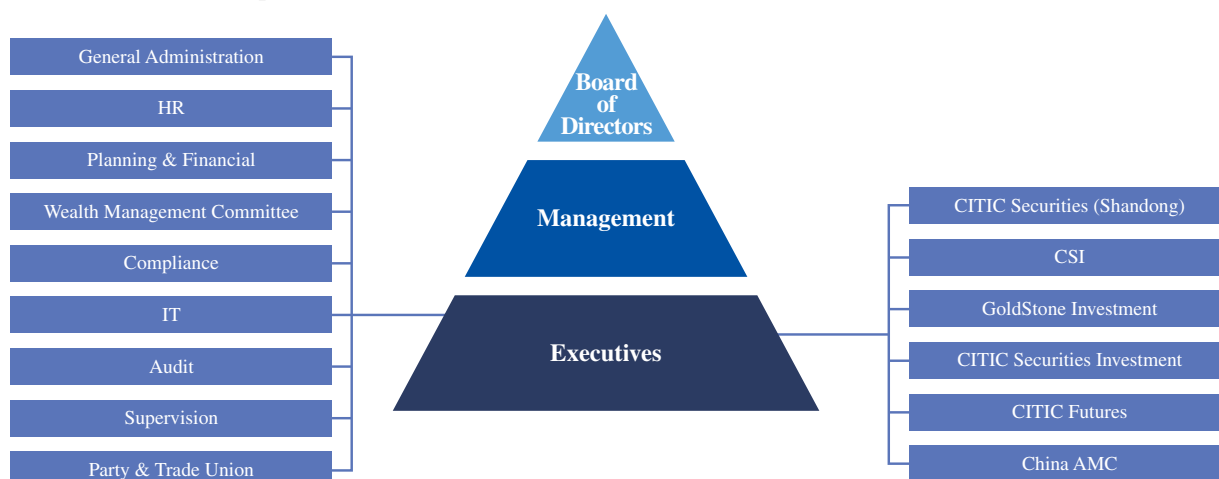 General Administration
HR
Planning & Financial
Wealth Management Committee
Compliance
IT
Audit
Supervision
Party & Trade Union
Board
of
Directors
Management
Executives
CITIC Securities (Shandong)
CSI
GoldStone Investment
CITIC Securities Investment
CITIC Futures
China AMC